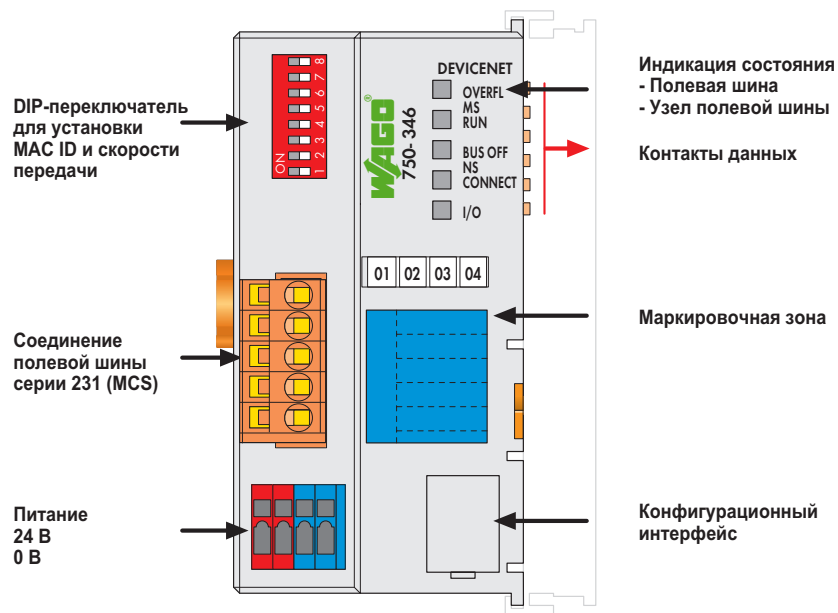 DIP-переключатель
для установки
MAC ID и скорости
передачи
Соединение
полевой шины
серии 231 (MCS)
Питание
24 В
0 В
ON
1 2 3 4 5 6 7 8
WAGO®
750-346
DEVICENET
OVERFL
MS
RUN
BUS OFF
NS
CONNECT
I/O
01 02 03 04
Индикация состояния
- Полевая шина
- Узел полевой шины
Контакты данных
Маркировочная зона
Конфигурационный
интерфейс